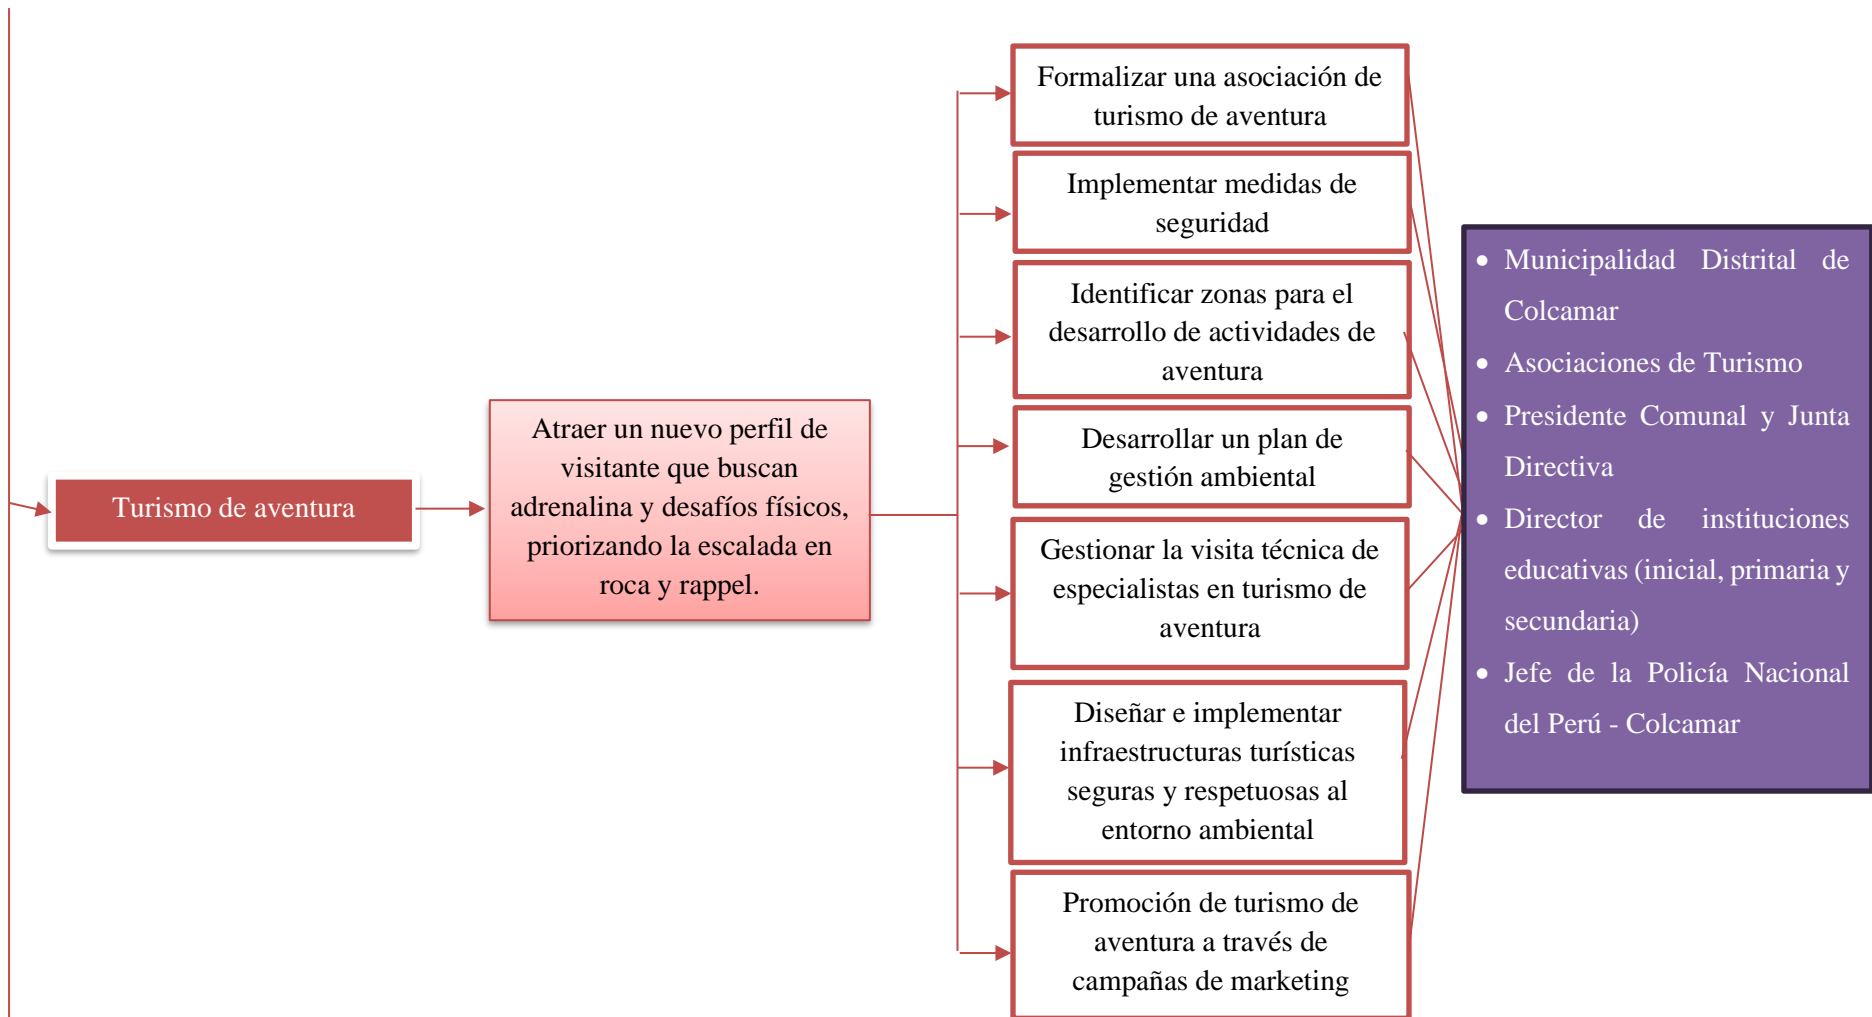 Turismo de aventura
Atraer un nuevo perfil de
visitante que buscan
adrenalina y desafíos físicos,
priorizando la escalada en
roca y rappel.
Formalizar una asociación de
turismo de aventura
Implementar medidas de
seguridad
Identificar zonas para el
desarrollo de actividades de
aventura
Desarrollar un plan de
gestión ambiental
Gestionar la visita técnica de
especialistas en turismo de
aventura
Diseñar e implementar
infraestructuras turísticas
seguras y respetuosas al
entorno ambiental
Promoción de turismo de
aventura a través de
campañas de marketing
• Municipalidad Distrital de
Colcamar
• Asociaciones de Turismo
• Presidente Comunal y Junta
Directiva
• Director de instituciones
educativas (inicial, primaria y
secundaria)
• Jefe de la Policía Nacional
del Perú - Colcamar